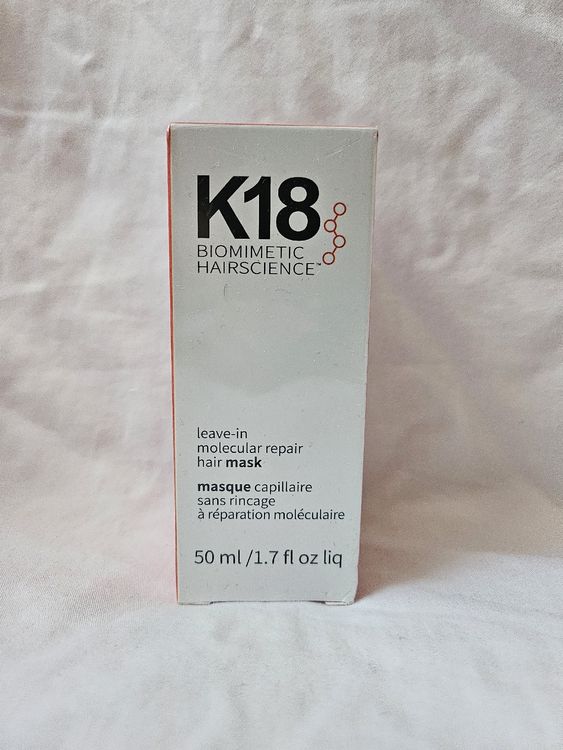 K18
BIOMIMETIC
HAIRSCIENCE™
leave-in
molecular repair
hair mask
masque capillaire
sans rincage
à réparation moléculaire
50 ml /1.7 fl oz liq